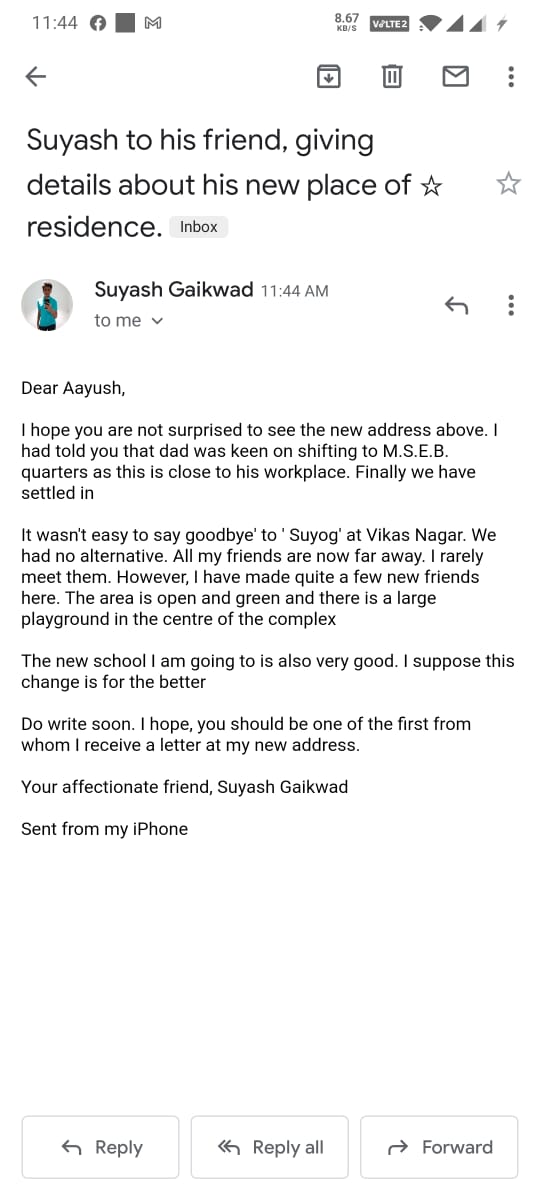 11:44
8.67
KB/S
VoLTE2
Suyash to his friend, giving
details about his new place of ☆
residence. Inbox
Suyash Gaikwad 11:44 AM
to me
Dear Aayush,
I hope you are not surprised to see the new address above. I
had told you that dad was keen on shifting to M.S.E.B.
quarters as this is close to his workplace. Finally we have
settled in
It wasn't easy to say goodbye' to ' Suyog' at Vikas Nagar. We
had no alternative. All my friends are now far away. I rarely
meet them. However, I have made quite a few new friends
here. The area is open and green and there is a large
playground in the centre of the complex
The new school I am going to is also very good. I suppose this
change is for the better
Do write soon. I hope, you should be one of the first from
whom I receive a letter at my new address.
Your affectionate friend, Suyash Gaikwad
Sent from my iPhone
Reply
Reply all
Forward